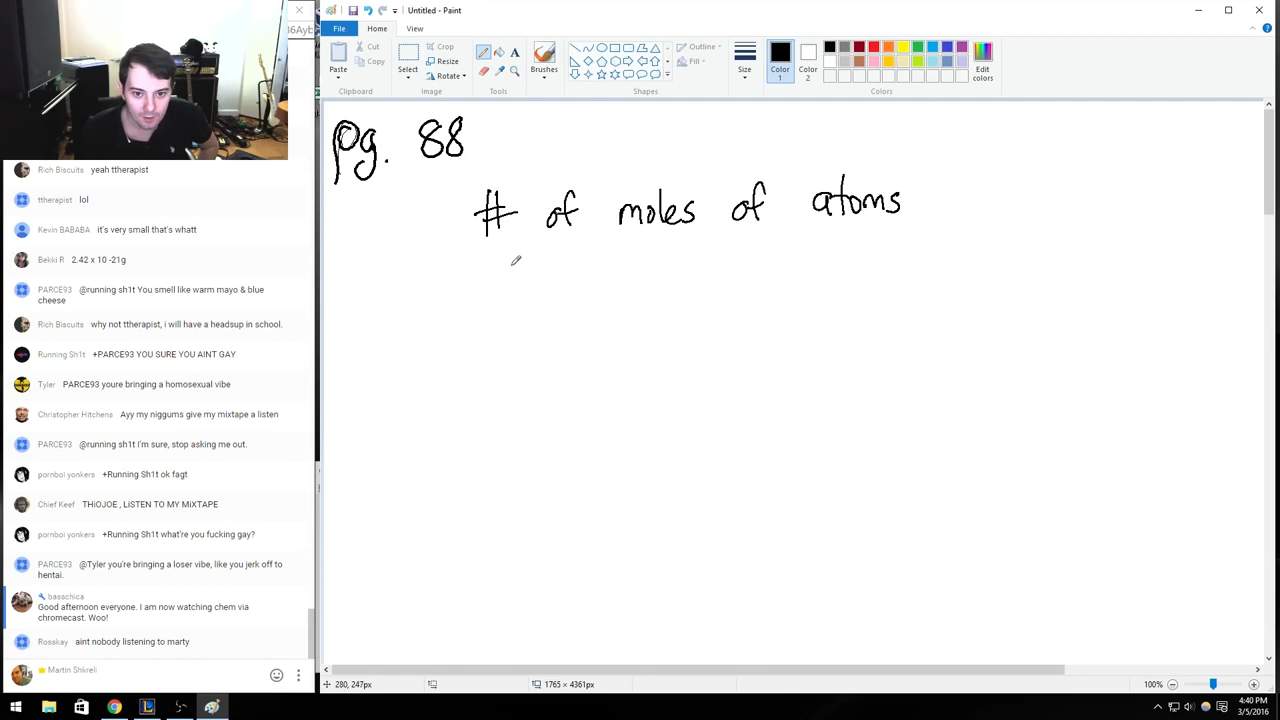 Untitled - Paint
File
Home
View
Paste
Cut
Copy
Clipboard
Select
Crop
Resize
Rotate
Image
Tools
Brushes
Outline
Fill
Shapes
Size
Color 1
Color 2
Edit colors
Colors
pg. 88
# of moles of atoms
Rich Biscuits yeah ttherapist
ttherapist lol
Kevin BABABA it's very small that's whatt
Bekki R 2.42 x 10 -21g
PARCE93 @running sh1t You smell like warm mayo & blue
cheese
Rich Biscuits why not ttherapist, i will have a headsup in school.
Running Sh1t +PARCE93 YOU SURE YOU AINT GAY
Tyler PARCE93 youre bringing a homosexual vibe
Christopher Hitchens Ayy my niggums give my mixtape a listen
PARCE93 @running sh1t I'm sure, stop asking me out.
pornboi yonkers +Running Sh1t ok fagt
Chief Keef THiOJOE , LiSTEN TO MY MiXTAPE
pornboi yonkers +Running Sh1t what're you fucking gay?
PARCE93 @Tyler you're bringing a loser vibe, like you jerk off to
hentai.
basschica
Good afternoon everyone. I am now watching chem via
chromecast. Woo!
Rosakay aint nobody listening to marty
Martin Shkreli
280, 247px
1765 × 4361px
100%
4:40 PM
3/5/2016